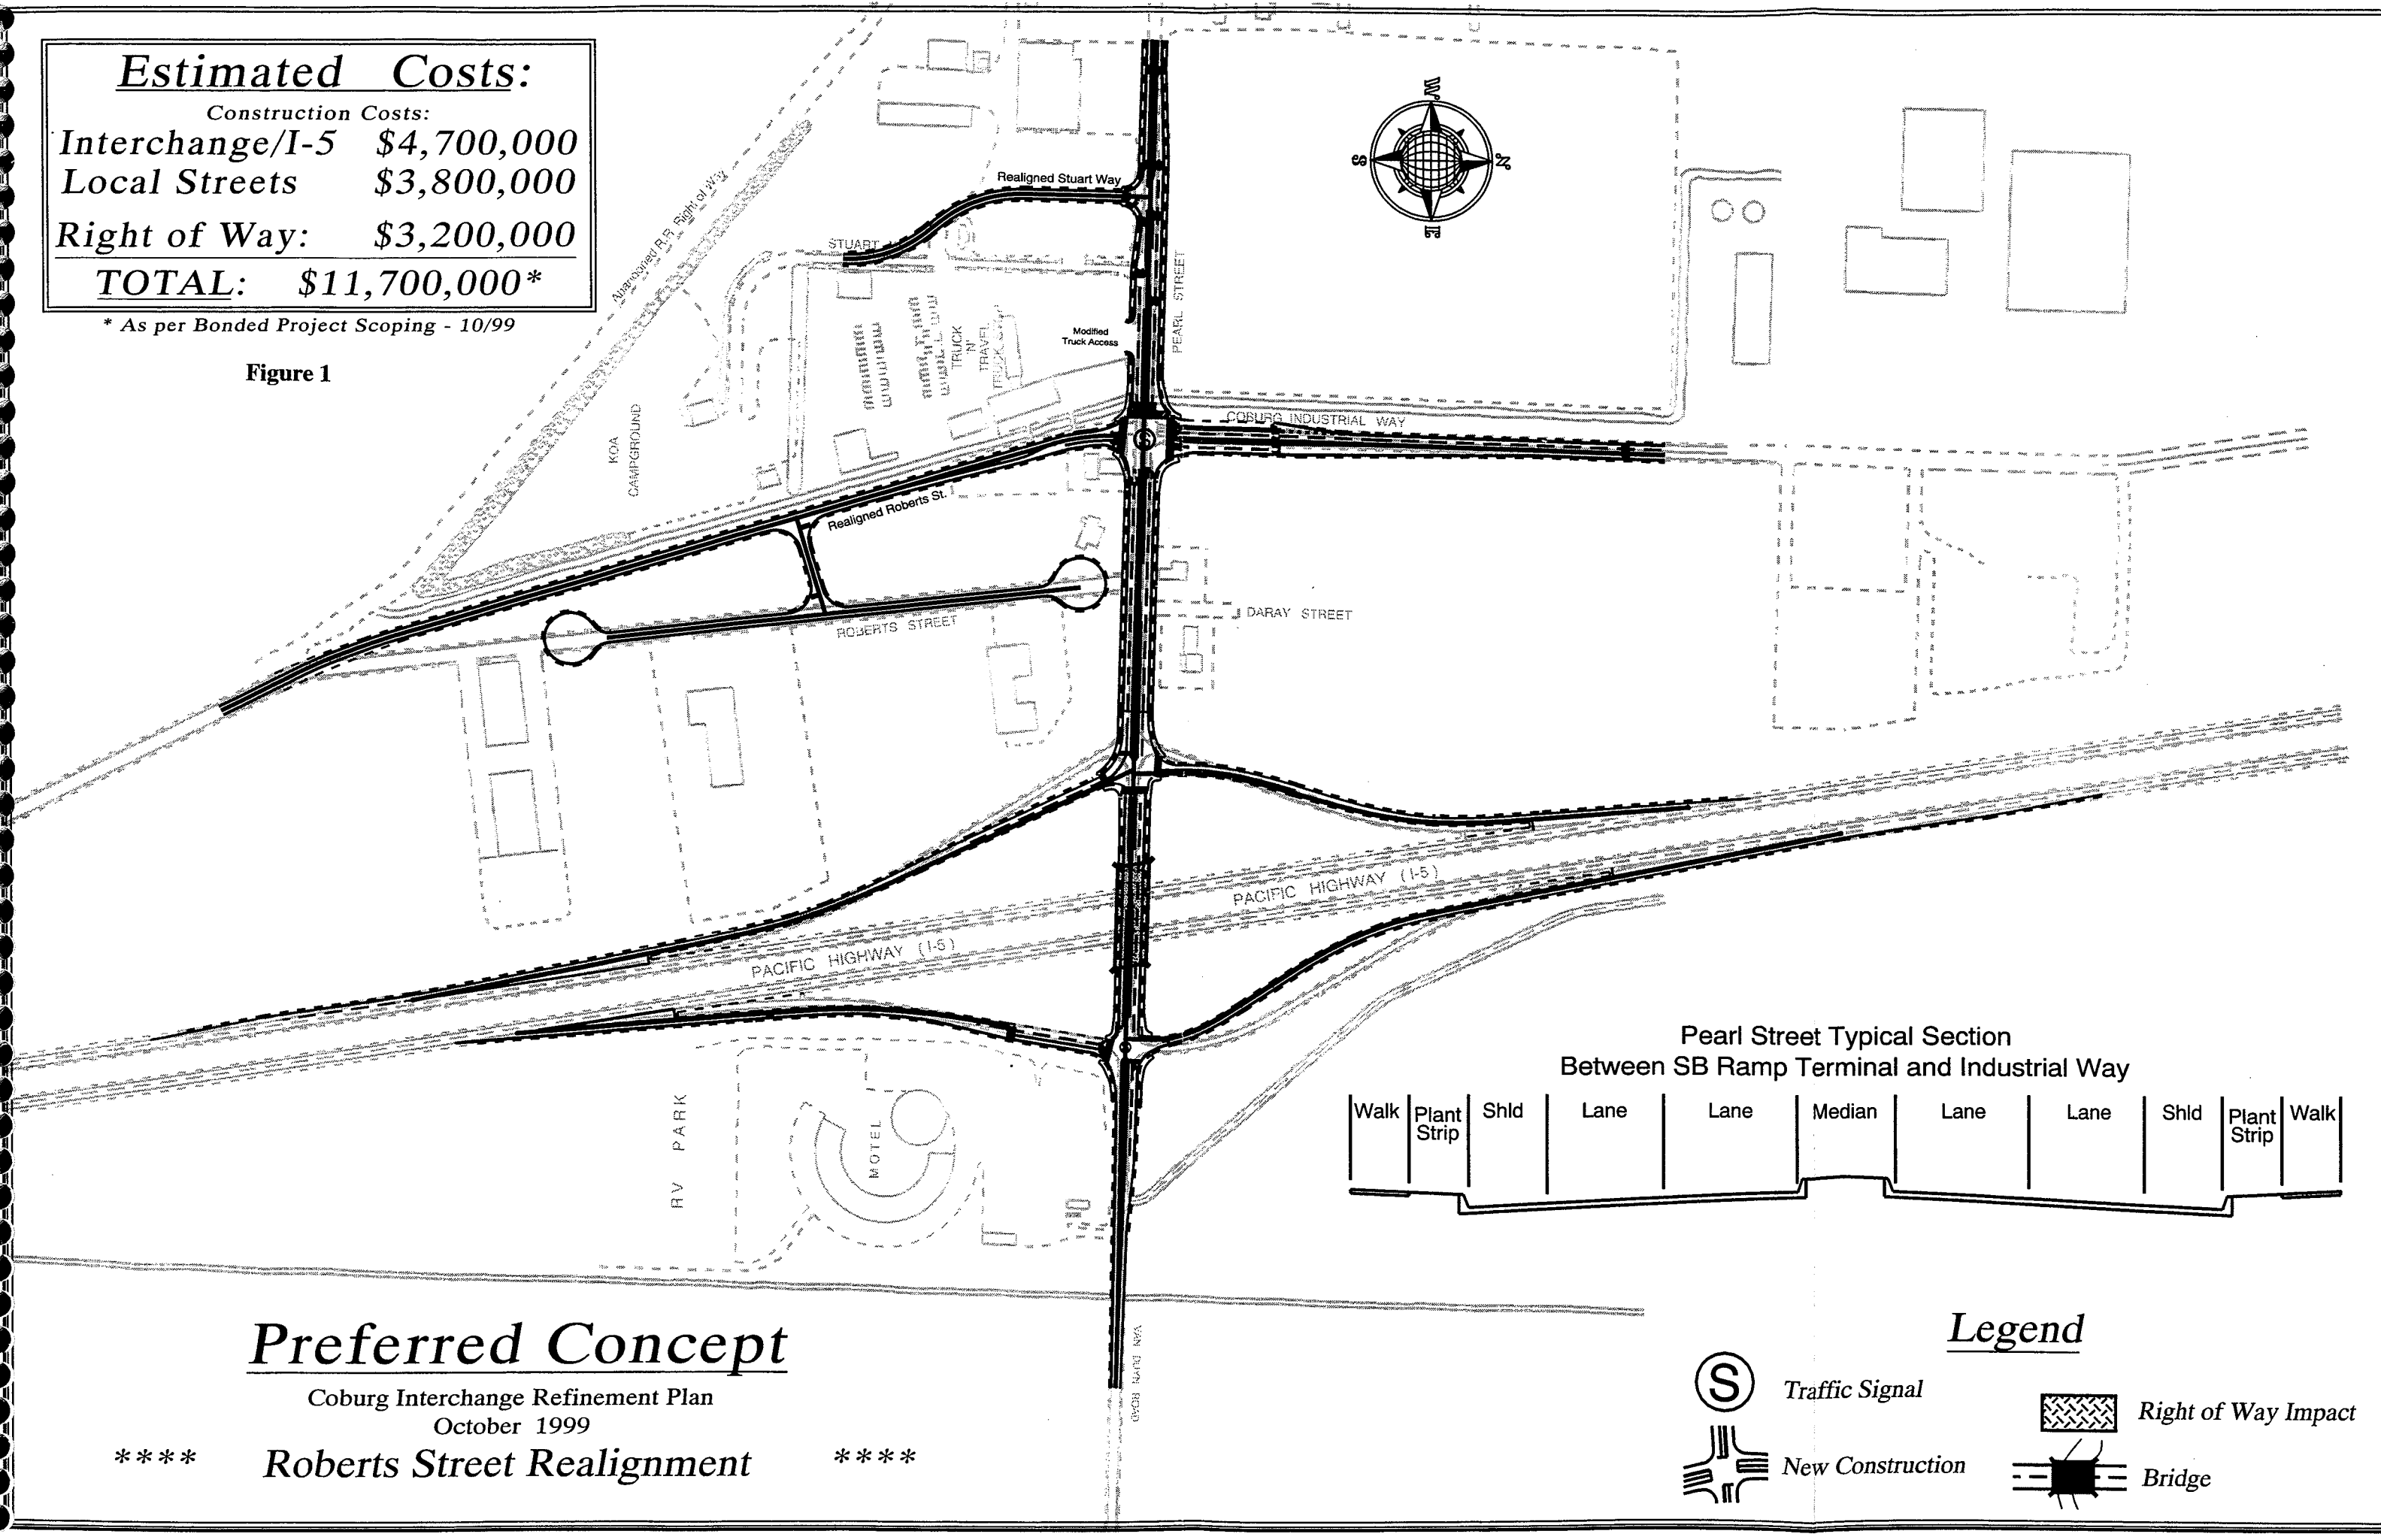 Estimated Costs:
Construction Costs:
Interchange/I-5 $4,700,000
Local Streets $3,800,000
Right of Way: $3,200,000
TOTAL: $11,700,000*
* As per Bonded Project Scoping - 10/99
Figure 1
Abandoned R.R. Right of Way
Realigned Stuart Way
STUART
W
S
N
E
PEARL STREET
Modified
Truck Access
TRUCK
'N'
TRAVEL
KOA
CAMPGROUND
COBURG INDUSTRIAL WAY
S
Realigned Roberts St.
ROBERTS STREET
DARAY STREET
PACIFIC HIGHWAY (I-5)
PACIFIC HIGHWAY (I-5)
S
RV PARK
MOTEL
VAN DUYN ROAD
Pearl Street Typical Section
Between SB Ramp Terminal and Industrial Way
Walk Plant Strip Shld Lane Lane Median Lane Lane Shld Plant Strip Walk
Preferred Concept
Coburg Interchange Refinement Plan
October 1999
**** Roberts Street Realignment ****
Legend
S Traffic Signal
Right of Way Impact
New Construction
Bridge